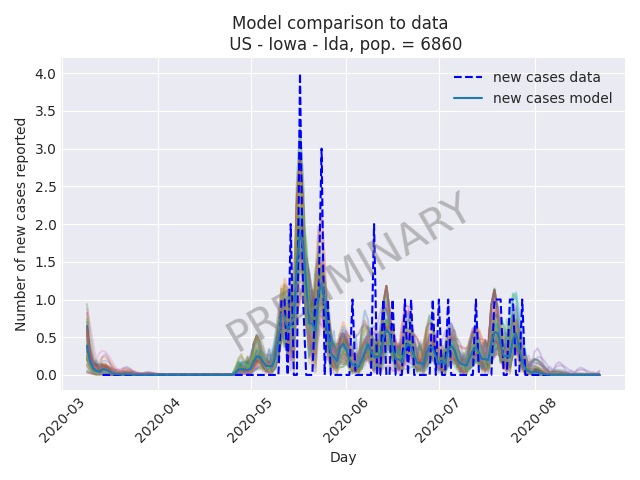 Model comparison to data
US - Iowa - Ida, pop. = 6860
new cases data
new cases model
4.0
3.5
3.0
2.5
2.0
1.5
1.0
0.5
0.0
Number of new cases reported
PRELIMINARY
2020-03
2020-04
2020-05
2020-06
2020-07
2020-08
Day